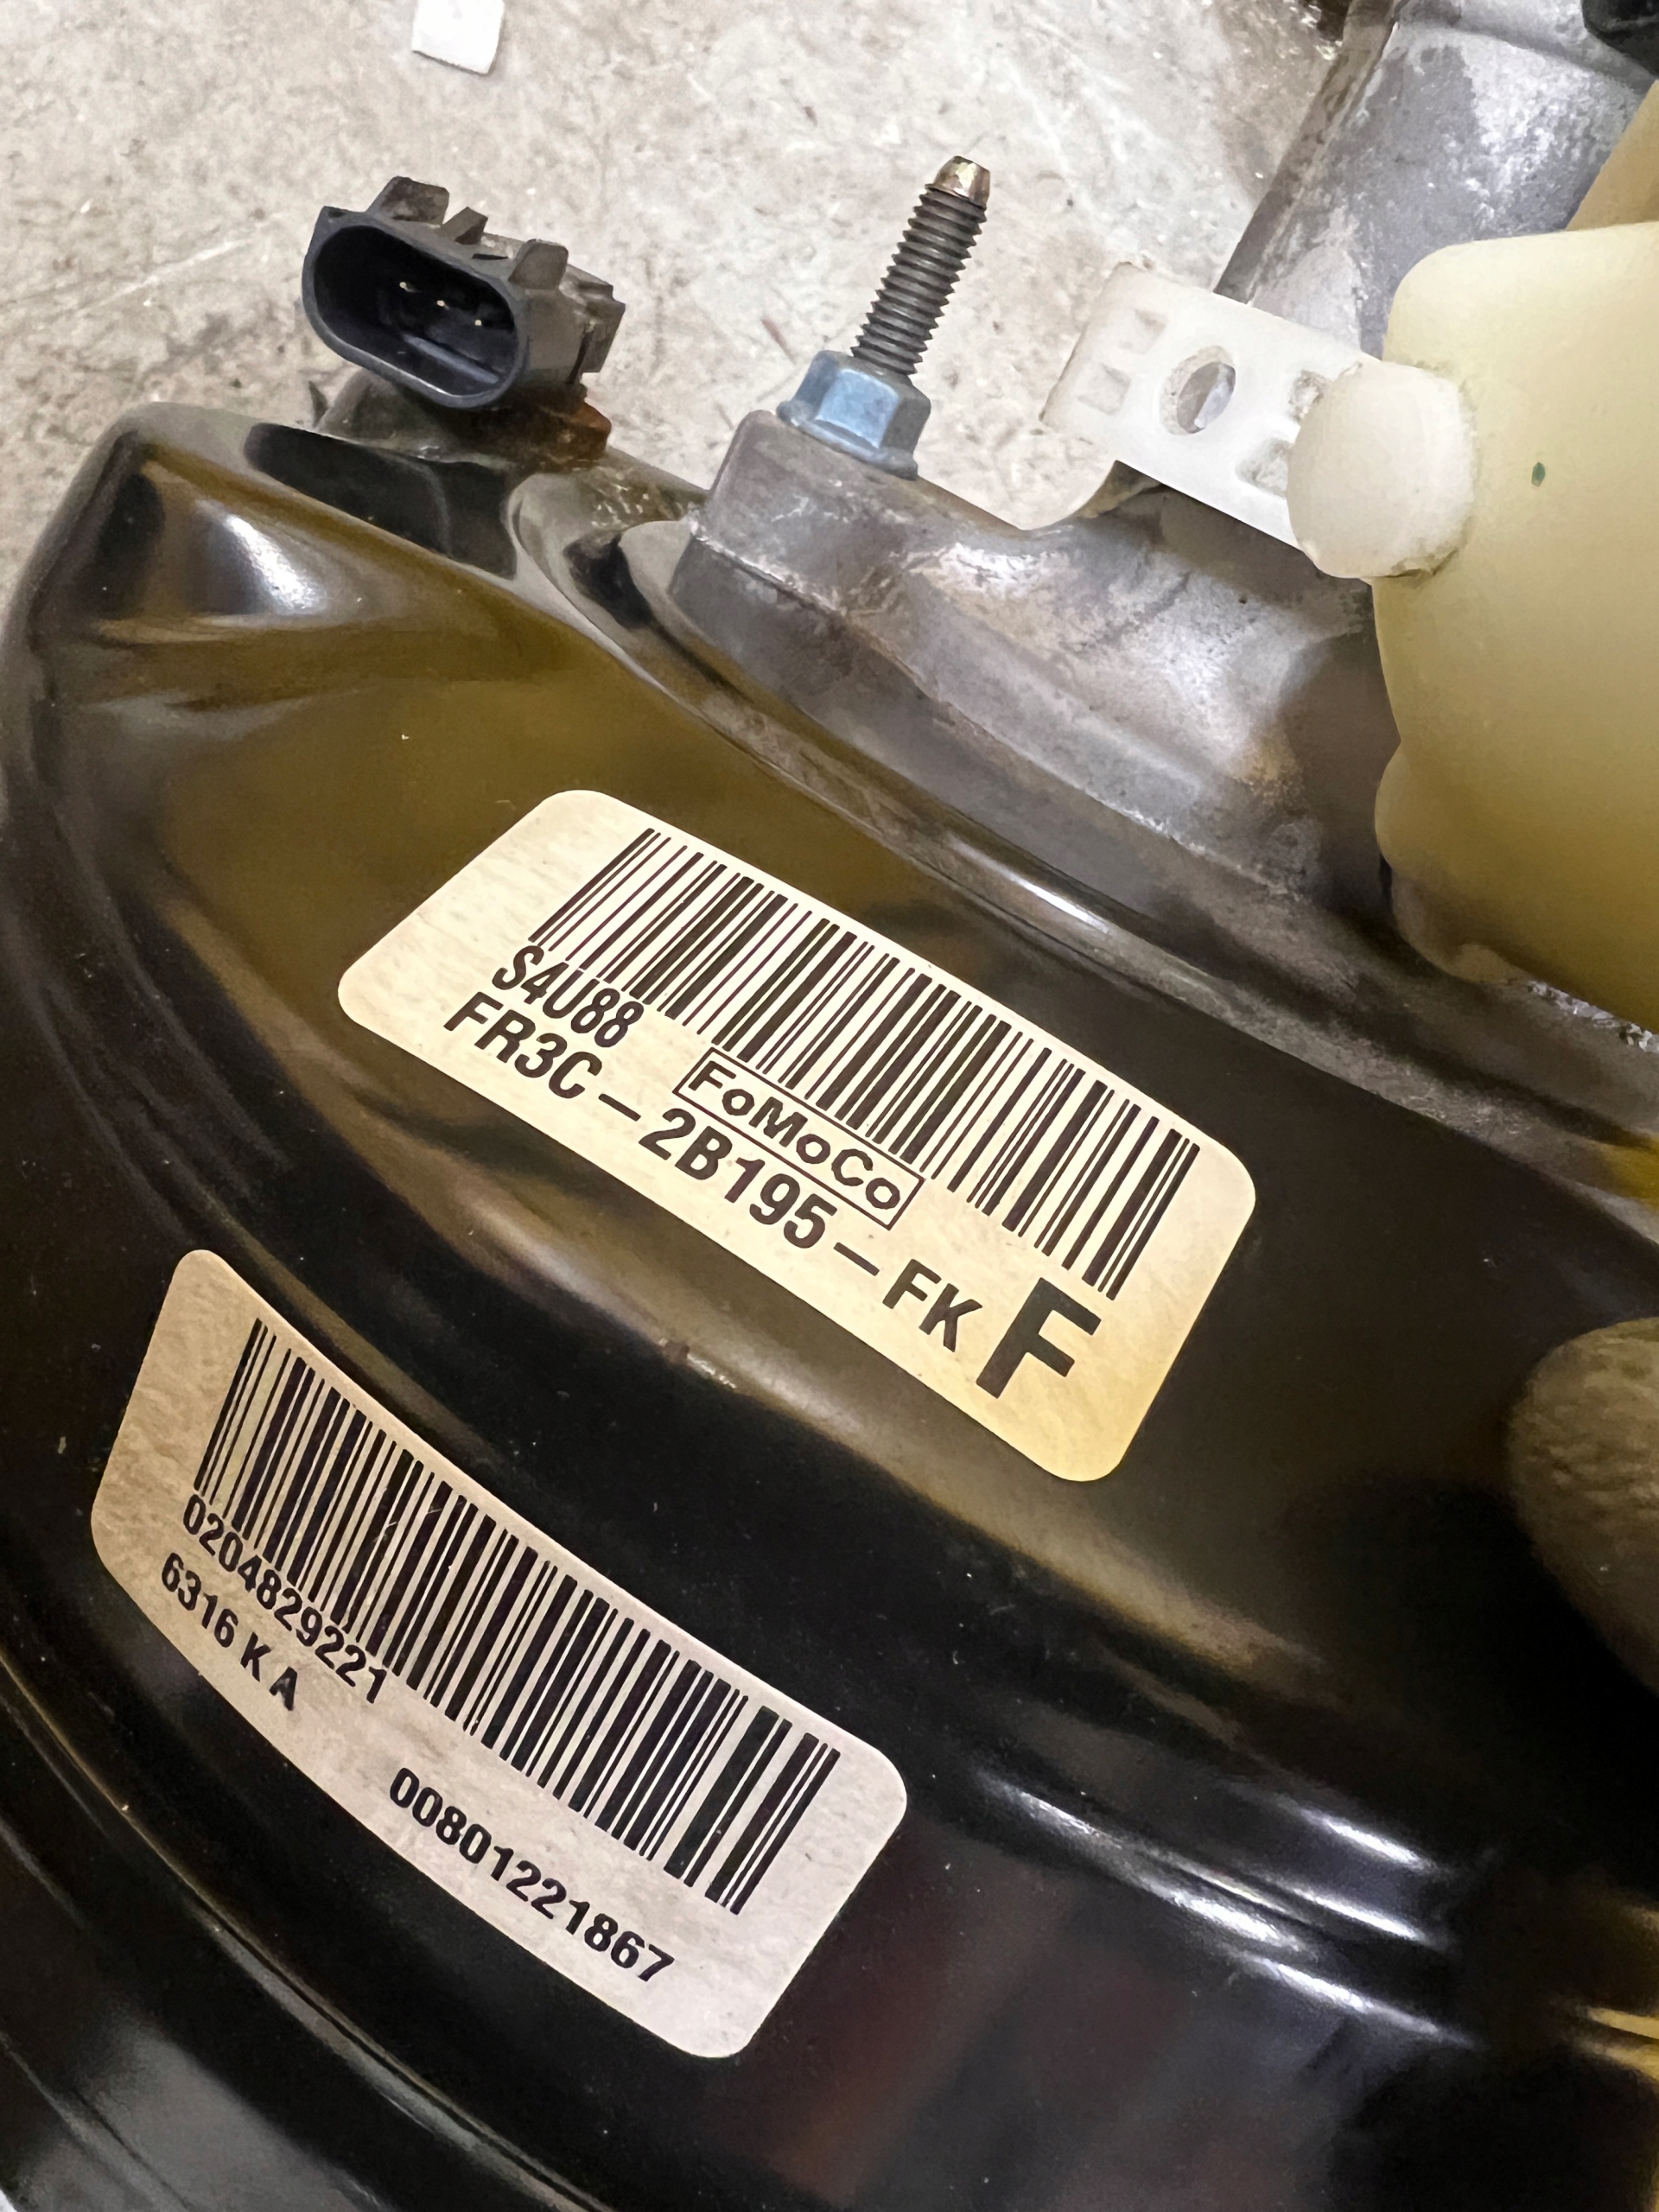 S4U88
FoMoCo
FR3C-2B195-FK F
0204829221
6316 K A
00801221867